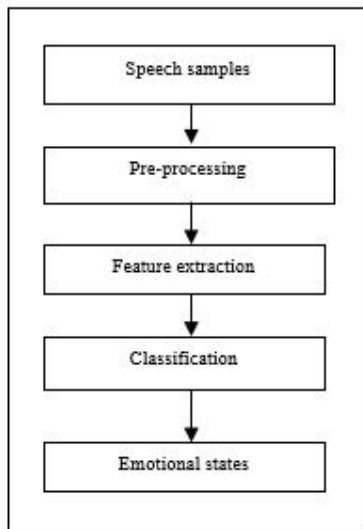 Speech samples
Pre-processing
Feature extraction
Classification
Emotional states